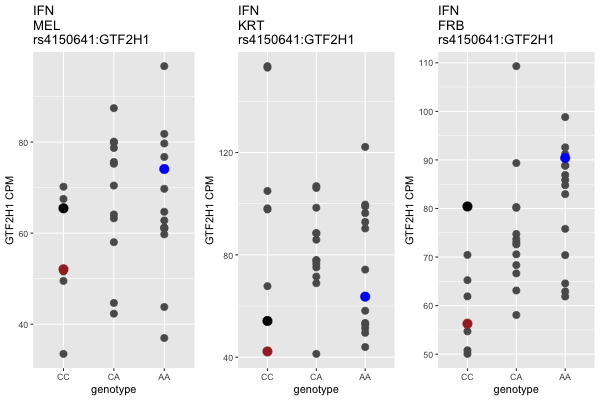 IFN
MEL
rs4150641:GTF2H1
80
60
40
GTF2H1 CPM
CC CA AA
genotype
IFN
KRT
rs4150641:GTF2H1
120
80
40
GTF2H1 CPM
CC CA AA
genotype
IFN
FRB
rs4150641:GTF2H1
110
100
90
80
70
60
50
GTF2H1 CPM
CC CA AA
genotype